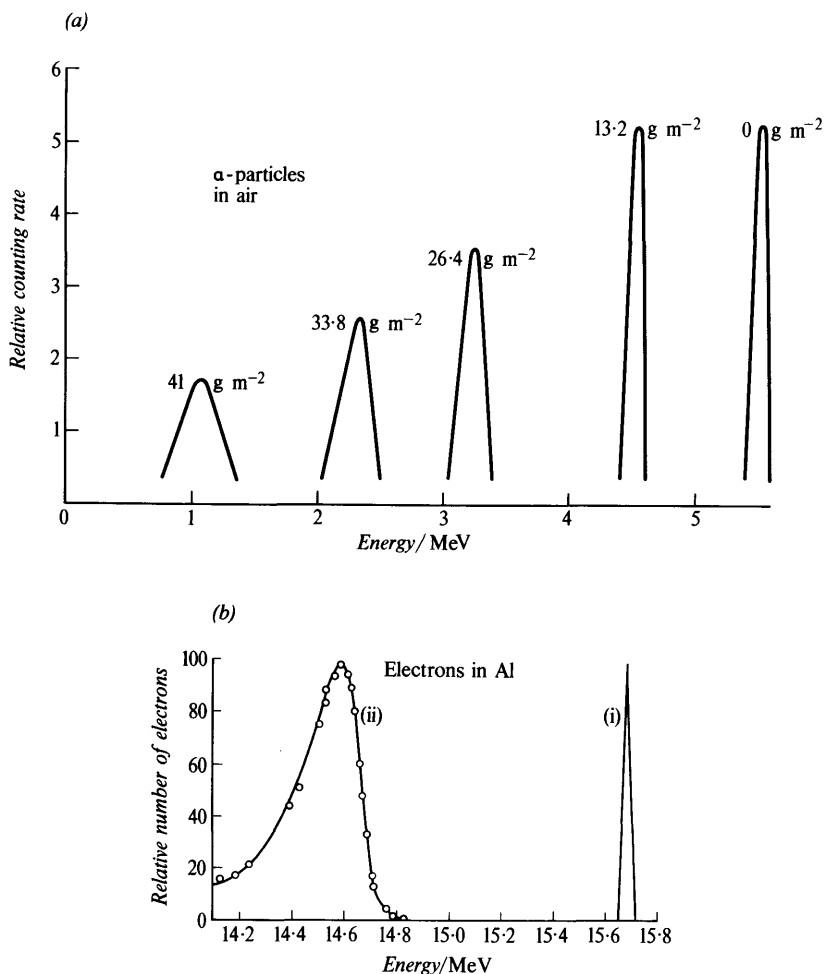 (a)
6
5
4
3
2
1
Relative counting rate
α-particles
in air
41 g m⁻²
33·8 g m⁻²
26·4 g m⁻²
13·2 g m⁻²
0 g m⁻²
0 1 2 3 4 5
Energy/MeV
(b)
100
80
60
40
20
0
Relative number of electrons
Electrons in Al
(ii)
(i)
14·2 14·4 14·6 14·8 15·0 15·2 15·4 15·6 15·8
Energy/MeV